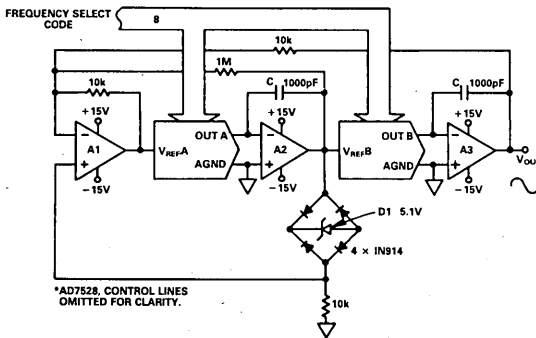 FREQUENCY SELECT
CODE
8
10k
1M
10k
C 1000pF
C 1000pF
+15V
+15V
+15V
A1
-15V
VREFA
OUT A
AGND
A2
-15V
VREFB
OUT B
AGND
A3
-15V
VOU
D1 5.1V
4 × IN914
*AD7528, CONTROL LINES
OMITTED FOR CLARITY.
10k